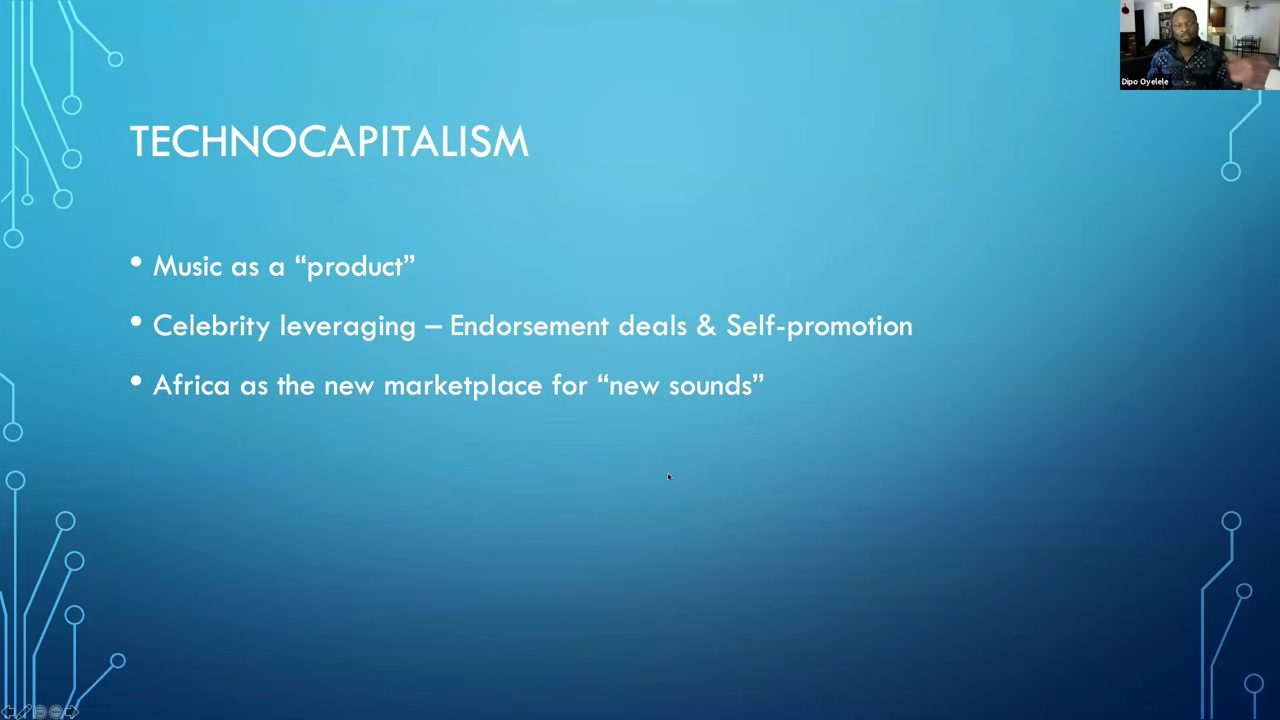 Dipo Oyelele
TECHNOCAPITALISM
• Music as a “product”
• Celebrity leveraging – Endorsement deals & Self-promotion
• Africa as the new marketplace for “new sounds”